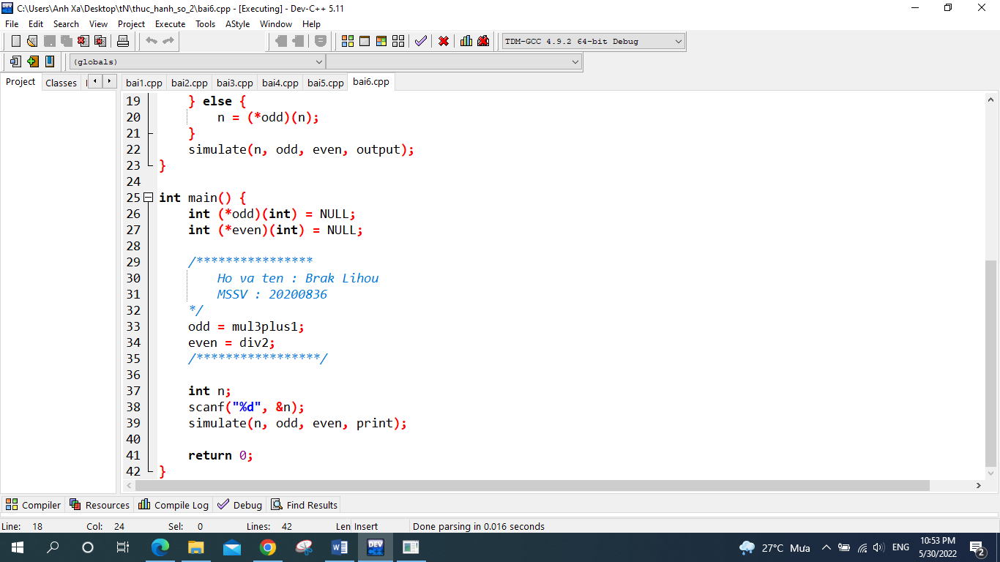 C:\Users\Anh Xa\Desktop\tN\thuc_hanh_so_2\bai6.cpp - [Executing] - Dev-C++ 5.11
File Edit Search View Project Execute Tools AStyle Window Help
TDM-GCC 4.9.2 64-bit Debug
(globals)
Project Classes
bai1.cpp bai2.cpp bai3.cpp bai4.cpp bai5.cpp bai6.cpp
19 } else {
20 n = (*odd)(n);
21 }
22 simulate(n, odd, even, output);
23 }
24
25 int main() {
26 int (*odd)(int) = NULL;
27 int (*even)(int) = NULL;
28
29 /****************
30 Ho va ten : Brak Lihou
31 MSSV : 20200836
32 */
33 odd = mul3plus1;
34 even = div2;
35 /*****************/
36
37 int n;
38 scanf("%d", &n);
39 simulate(n, odd, even, print);
40
41 return 0;
42 }
Compiler Resources Compile Log Debug Find Results
Line: 18 Col: 24 Sel: 0 Lines: 42 Len Insert Done parsing in 0.016 seconds
DEV
27°C Mưa ENG
10:53 PM
5/30/2022
2